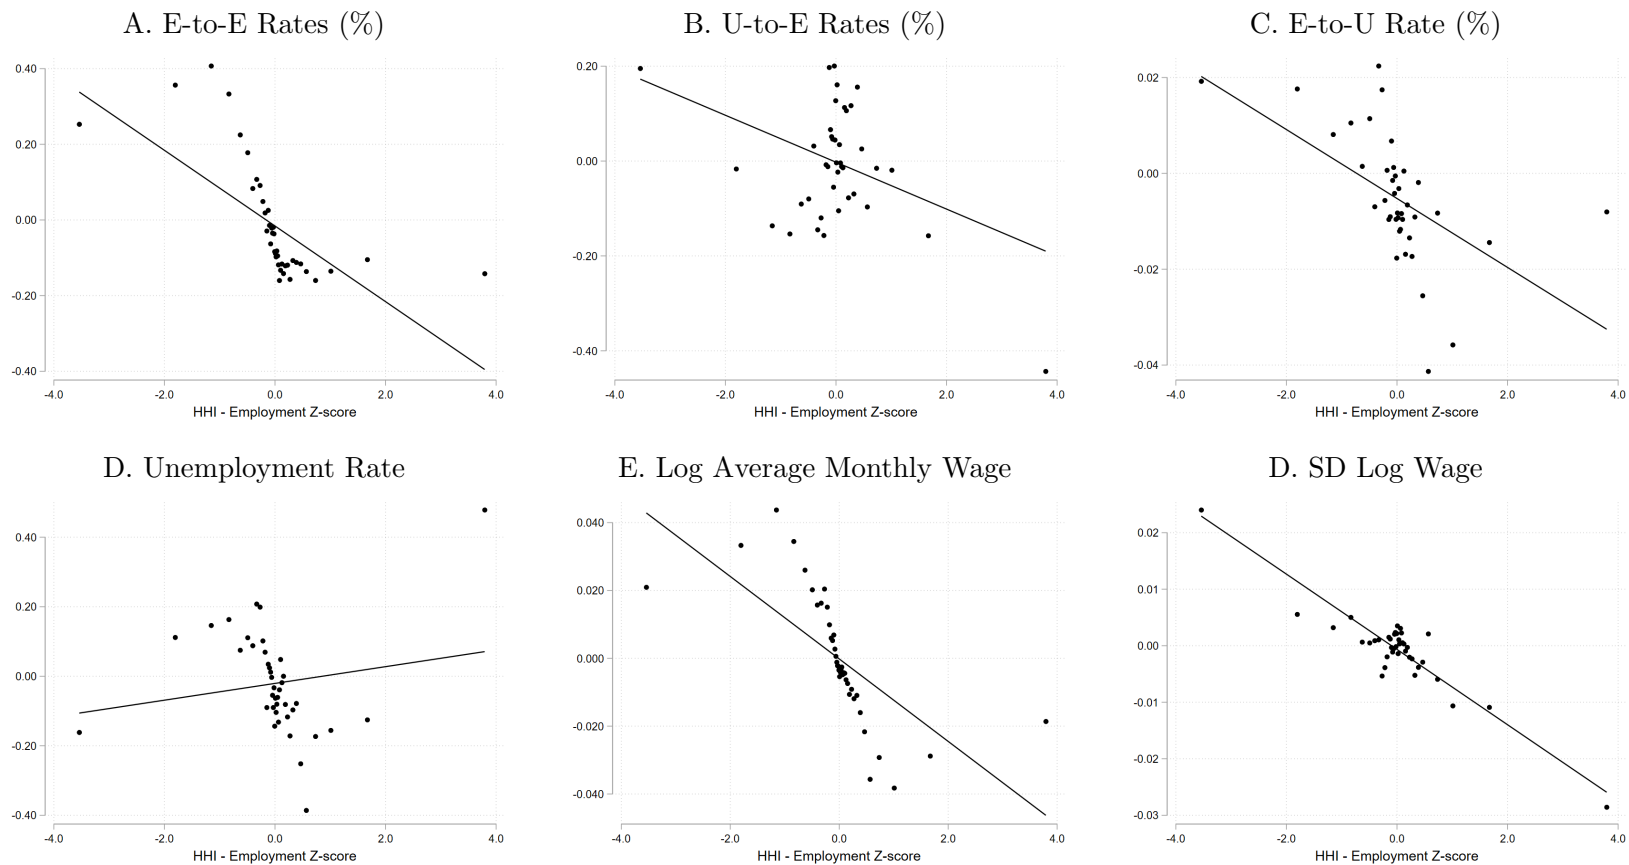 A. E-to-E Rates (%)
B. U-to-E Rates (%)
C. E-to-U Rate (%)
0.40
0.20
0.00
-0.20
-0.40
-4.0 -2.0 0.0 2.0 4.0
HHI - Employment Z-score
0.20
0.00
-0.20
-0.40
-4.0 -2.0 0.0 2.0 4.0
HHI - Employment Z-score
0.02
0.00
-0.02
-0.04
-4.0 -2.0 0.0 2.0 4.0
HHI - Employment Z-score
D. Unemployment Rate
E. Log Average Monthly Wage
D. SD Log Wage
0.40
0.20
0.00
-0.20
-0.40
-4.0 -2.0 0.0 2.0 4.0
HHI - Employment Z-score
0.040
0.020
0.000
-0.020
-0.040
-4.0 -2.0 0.0 2.0 4.0
HHI - Employment Z-score
0.02
0.01
0.00
-0.01
-0.02
-0.03
-4.0 -2.0 0.0 2.0 4.0
HHI - Employment Z-score